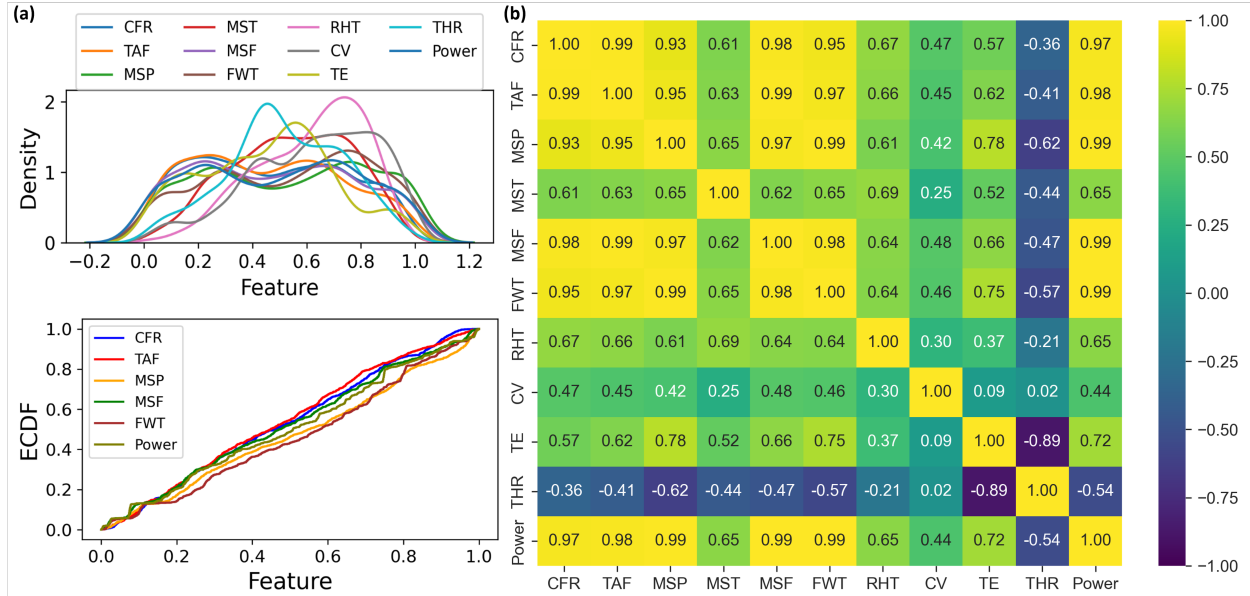 (a)
CFR MST RHT THR
TAF MSF CV Power
MSP FWT TE
Density
2
1
0
−0.2 0.0 0.2 0.4 0.6 0.8 1.0 1.2
Feature
ECDF
1.0
0.8
0.6
0.4
0.2
0.0
CFR
TAF
MSP
MSF
FWT
Power
0.0 0.2 0.4 0.6 0.8 1.0
Feature
(b)
CFR 1.00 0.99 0.93 0.61 0.98 0.95 0.67 0.47 0.57 -0.36 0.97
TAF 0.99 1.00 0.95 0.63 0.99 0.97 0.66 0.45 0.62 -0.41 0.98
MSP 0.93 0.95 1.00 0.65 0.97 0.99 0.61 0.42 0.78 -0.62 0.99
MST 0.61 0.63 0.65 1.00 0.62 0.65 0.69 0.25 0.52 -0.44 0.65
MSF 0.98 0.99 0.97 0.62 1.00 0.98 0.64 0.48 0.66 -0.47 0.99
FWT 0.95 0.97 0.99 0.65 0.98 1.00 0.64 0.46 0.75 -0.57 0.99
RHT 0.67 0.66 0.61 0.69 0.64 0.64 1.00 0.30 0.37 -0.21 0.65
CV 0.47 0.45 0.42 0.25 0.48 0.46 0.30 1.00 0.09 0.02 0.44
TE 0.57 0.62 0.78 0.52 0.66 0.75 0.37 0.09 1.00 -0.89 0.72
THR -0.36 -0.41 -0.62 -0.44 -0.47 -0.57 -0.21 0.02 -0.89 1.00 -0.54
Power 0.97 0.98 0.99 0.65 0.99 0.99 0.65 0.44 0.72 -0.54 1.00
CFR TAF MSP MST MSF FWT RHT CV TE THR Power
1.00
0.75
0.50
0.25
0.00
−0.25
−0.50
−0.75
−1.00